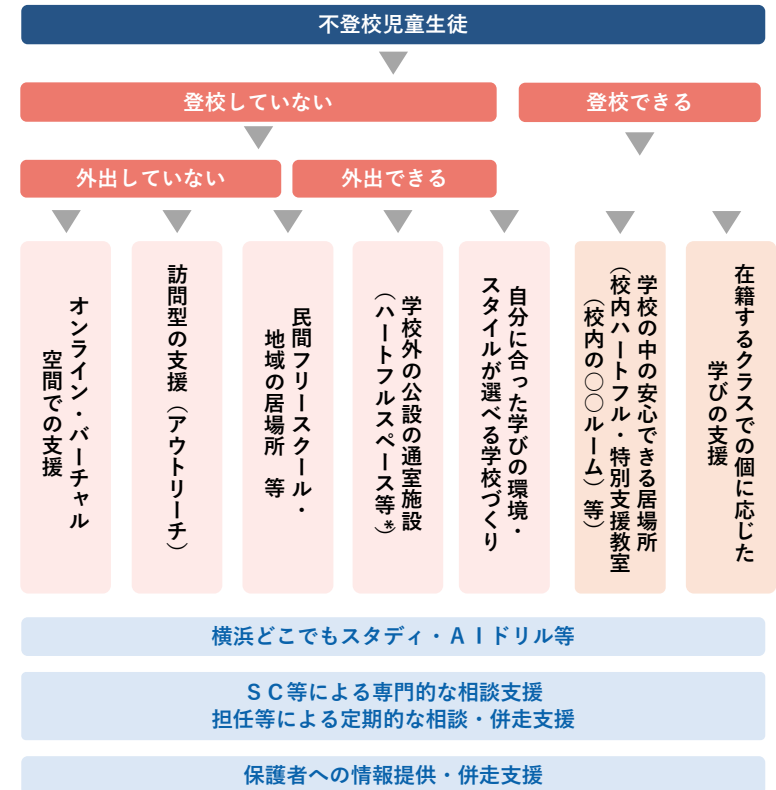 不登校児童生徒
登校していない
登校できる
外出していない
外出できる
オンライン・バーチャル
空間での支援
訪問型の支援（アウトリーチ）
民間フリースクール・
地域の居場所　等
学校外の公設の通室施設
（ハートフルスペース等*）
自分に合った学びの環境・
スタイルが選べる学校づくり
学校の中の安心できる居場所
（校内ハートフル・特別支援教室
（校内の〇〇ルーム）等）
在籍するクラスでの個に応じた
学びの支援
横浜どこでもスタディ・ＡＩドリル等
ＳＣ等による専門的な相談支援
担任等による定期的な相談・併走支援
保護者への情報提供・併走支援